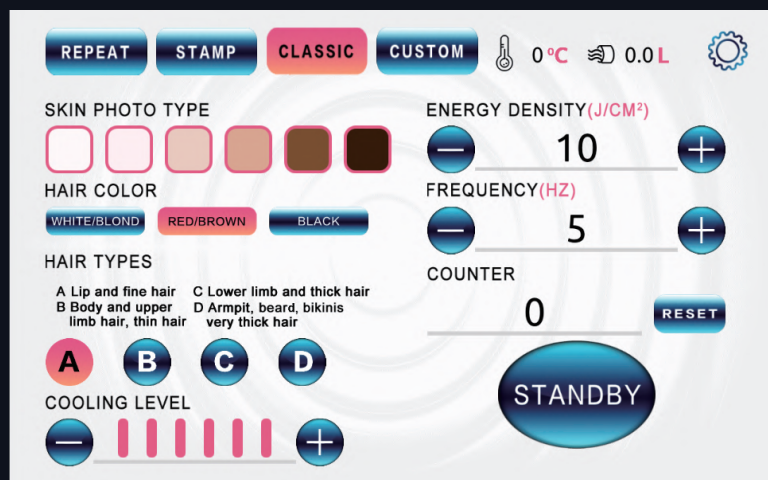 REPEAT STAMP CLASSIC CUSTOM 0 °C 0.0 L
SKIN PHOTO TYPE
HAIR COLOR
WHITE/BLOND RED/BROWN BLACK
HAIR TYPES
A Lip and fine hair
B Body and upper
limb hair, thin hair
C Lower limb and thick hair
D Armpit, beard, bikinis
very thick hair
A B C D
COOLING LEVEL
− +
ENERGY DENSITY(J/CM²)
− 10 +
FREQUENCY(HZ)
− 5 +
COUNTER
0 RESET
STANDBY